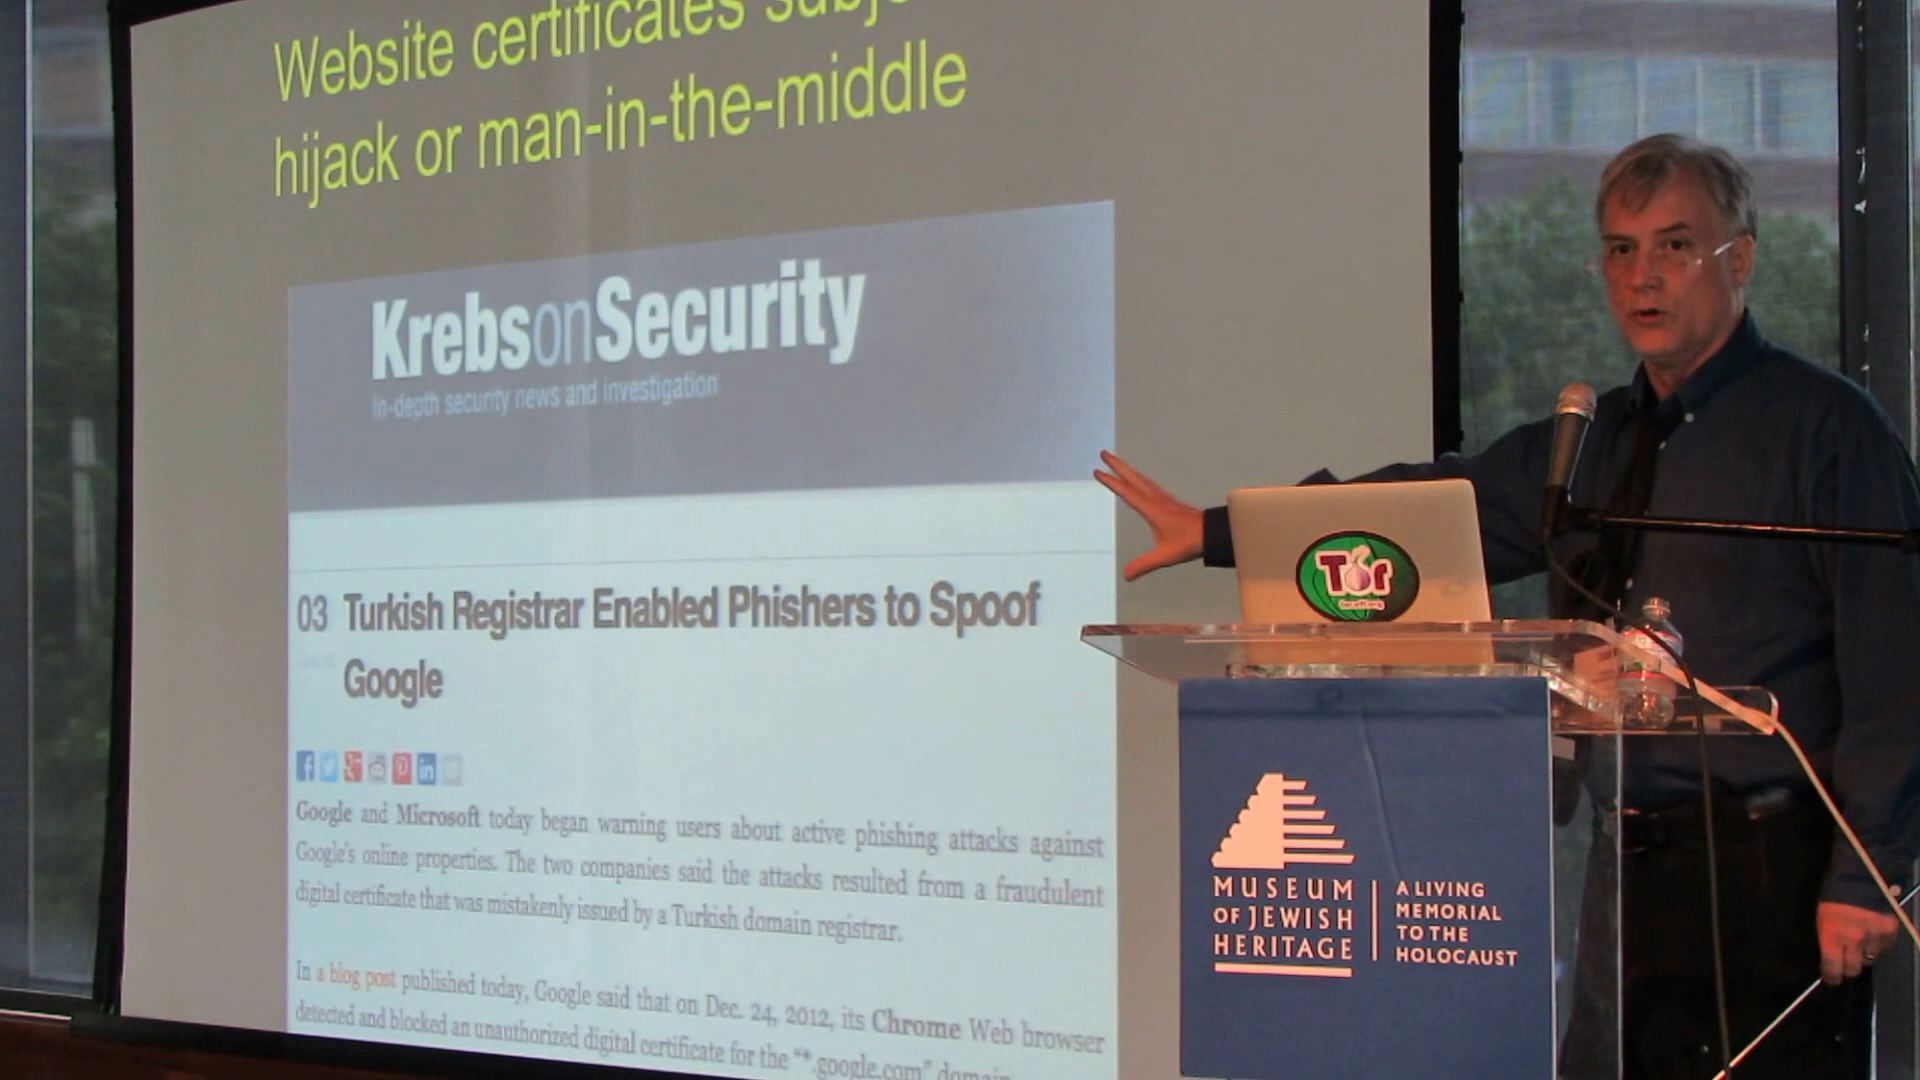 Website certificates
hijack or man-in-the-middle
KrebsonSecurity
In-depth security news and investigation
03 Turkish Registrar Enabled Phishers to Spoof
Google
Google and Microsoft today began warning users about active phishing attacks against
Google's online properties. The two companies said the attacks resulted from a fraudulent
digital certificate that was mistakenly issued by a Turkish domain registrar.
In a blog post published today, Google said that on Dec. 24, 2012, its Chrome Web browser
detected and blocked an unauthorized digital certificate for the "*.google.com" domain
Tor
MUSEUM
OF JEWISH
HERITAGE
A LIVING
MEMORIAL
TO THE
HOLOCAUST